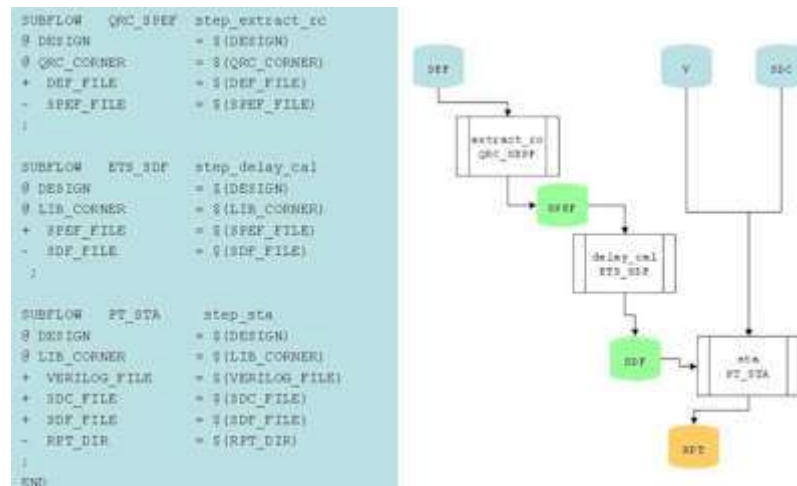 SUBFLOW QRC_SPEF step_extract_rc
@ DESIGN = $(DESIGN)
@ QRC_CORNER = $(QRC_CORNER)
+ DEF_FILE = $(DEF_FILE)
- SPEF_FILE = $(SPEF_FILE)
;
SUBFLOW ETS_SDF step_delay_cal
@ DESIGN = $(DESIGN)
@ LIB_CORNER = $(LIB_CORNER)
+ SPEF_FILE = $(SPEF_FILE)
- SDF_FILE = $(SDF_FILE)
;
SUBFLOW PT_STA step_sta
@ DESIGN = $(DESIGN)
@ LIB_CORNER = $(LIB_CORNER)
+ VERILOG_FILE = $(VERILOG_FILE)
+ SDC_FILE = $(SDC_FILE)
+ SDF_FILE = $(SDF_FILE)
- RPT_DIR = $(RPT_DIR)
;
END
DEF
V
SDC
extract_rc
QRC_SPEF
SPEF
delay_cal
ETS_SDF
SDF
sta
PT_STA
RPT